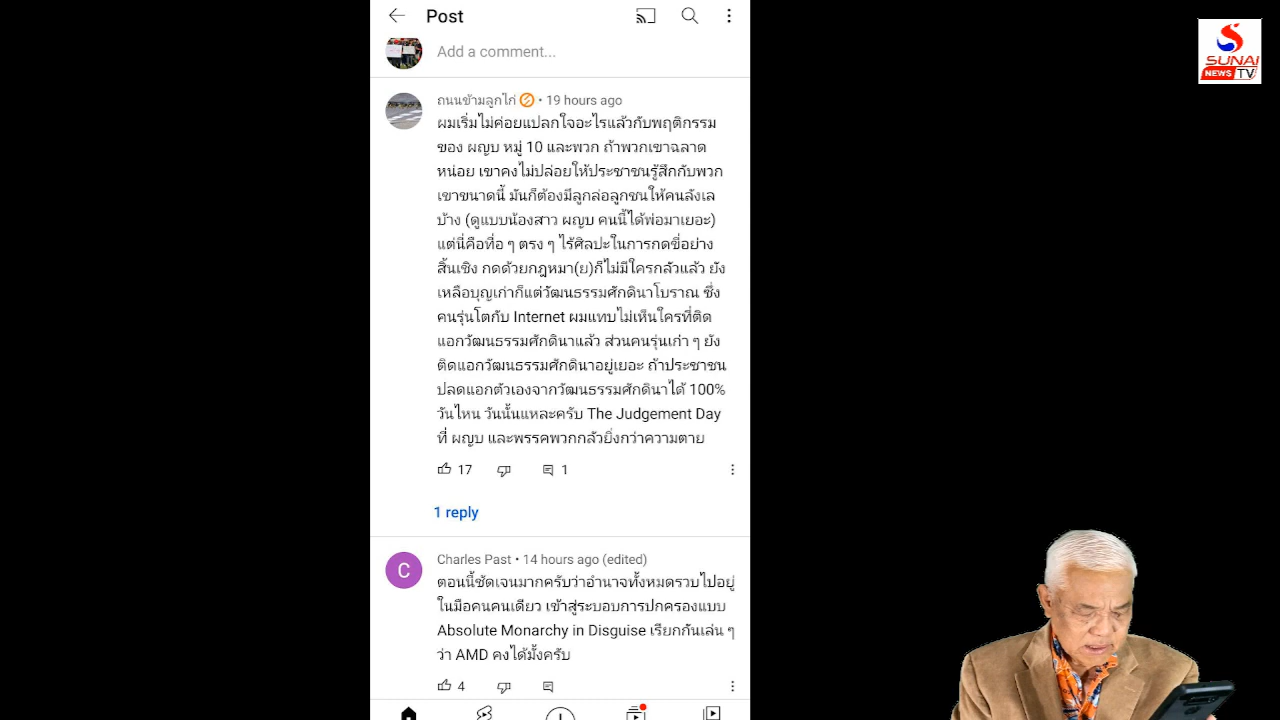 Post
Add a comment...
ถนนข้ามลูกไก่ • 19 hours ago
ผมเริ่มไม่ค่อยแปลกใจอะไรแล้วกับพฤติกรรม
ของ ผญบ หมู่ 10 และพวก ถ้าพวกเขาฉลาด
หน่อย เขาคงไม่ปล่อยให้ประชาชนรู้สึกกับพวก
เขาขนาดนี้ มันก็ต้องมีลูกล่อลูกชนให้คนลังเล
บ้าง (ดูแบบน้องสาว ผญบ คนนี้ได้พ่อมาเยอะ)
แต่นี่คือทื่อ ๆ ตรง ๆ ไร้ศิลปะในการกดขี่อย่าง
สิ้นเชิง กดด้วยกฎหมา(ย)ก็ไม่มีใครกลัวแล้ว ยัง
เหลือบุญเก่าก็แต่วัฒนธรรมศักดินาโบราณ ซึ่ง
คนรุ่นโตกับ Internet ผมแทบไม่เห็นใครที่ติด
แอกวัฒนธรรมศักดินาแล้ว ส่วนคนรุ่นเก่า ๆ ยัง
ติดแอกวัฒนธรรมศักดินาอยู่เยอะ ถ้าประชาชน
ปลดแอกตัวเองจากวัฒนธรรมศักดินาได้ 100%
วันไหน วันนั้นแหละครับ The Judgement Day
ที่ ผญบ และพรรคพวกกลัวยิ่งกว่าความตาย
17 1
1 reply
C
Charles Past • 14 hours ago (edited)
ตอนนี้ชัดเจนมากครับว่าอำนาจทั้งหมดรวบไปอยู่
ในมือคนคนเดียว เข้าสู่ระบอบการปกครองแบบ
Absolute Monarchy in Disguise เรียกกันเล่น ๆ
ว่า AMD คงได้มั้งครับ
4
SUNAI
NEWS TV